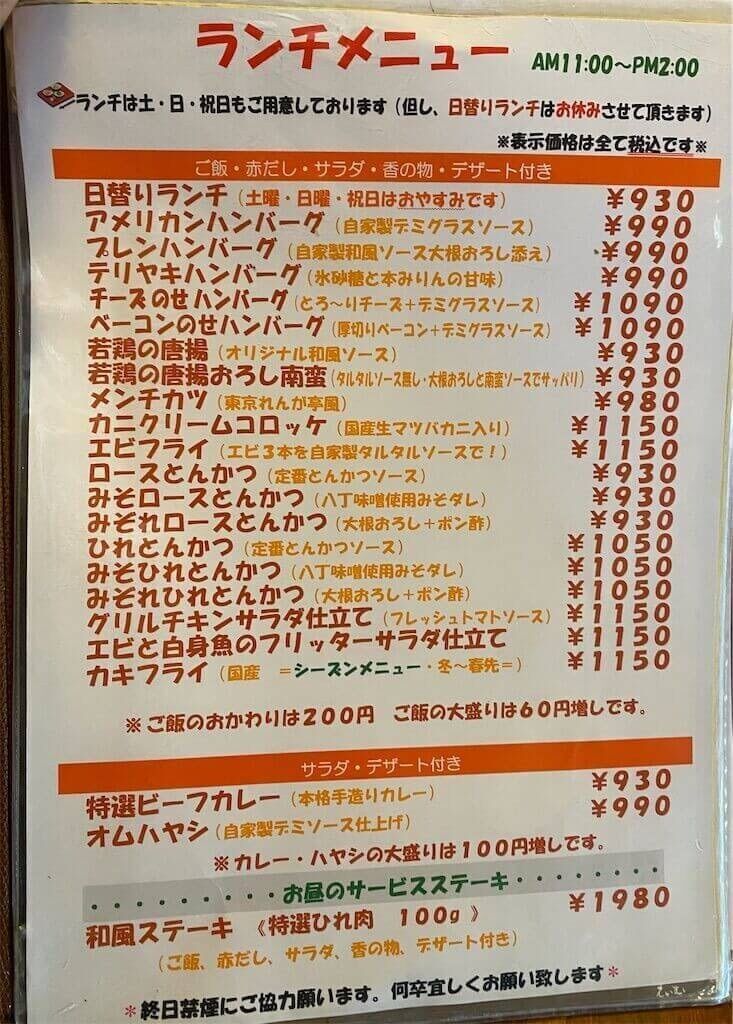 ランチメニュー AM11:00～PM2:00
ランチは土・日・祝日もご用意しております（但し、日替りランチはお休みさせて頂きます）
※表示価格は全て税込です※
ご飯・赤だし・サラダ・香の物・デザート付き
日替りランチ（土曜・日曜・祝日はおやすみです） ¥930
アメリカンハンバーグ（自家製デミグラスソース） ¥990
プレンハンバーグ（自家製和風ソース大根おろし添え） ¥990
テリヤキハンバーグ（氷砂糖と本みりんの甘味） ¥990
チーズのせハンバーグ（とろ～りチーズ＋デミグラスソース） ¥1090
ベーコンのせハンバーグ（厚切りベーコン＋デミグラスソース） ¥1090
若鶏の唐揚（オリジナル和風ソース） ¥930
若鶏の唐揚おろし南蛮（タルタルソース無し・大根おろしと南蛮ソースでサッパリ） ¥930
メンチカツ（東京れんが亭風） ¥980
カニクリームコロッケ（国産生マツバカニ入り） ¥1150
エビフライ（エビ3本を自家製タルタルソースで！） ¥1150
ロースとんかつ（定番とんかつソース） ¥930
みそロースとんかつ（八丁味噌使用みそダレ） ¥930
みぞれロースとんかつ（大根おろし＋ポン酢） ¥930
ひれとんかつ（定番とんかつソース） ¥1050
みそひれとんかつ（八丁味噌使用みそダレ） ¥1050
みぞれひれとんかつ（大根おろし＋ポン酢） ¥1050
グリルチキンサラダ仕立て（フレッシュトマトソース） ¥1150
エビと白身魚のフリッターサラダ仕立て ¥1150
カキフライ（国産 ＝シーズンメニュー・冬～春先＝） ¥1150
※ご飯のおかわりは200円 ご飯の大盛りは60円増しです。
サラダ・デザート付き
特選ビーフカレー（本格手造りカレー） ¥930
オムハヤシ（自家製デミソース仕上げ） ¥990
※カレー・ハヤシの大盛りは100円増しです。
・・・・・・・・・お昼のサービスステーキ・・・・・・・・
和風ステーキ 《特選ひれ肉 100g》 ¥1980
（ご飯、赤だし、サラダ、香の物、デザート付き）
＊終日禁煙にご協力願います。何卒宜しくお願い致します＊